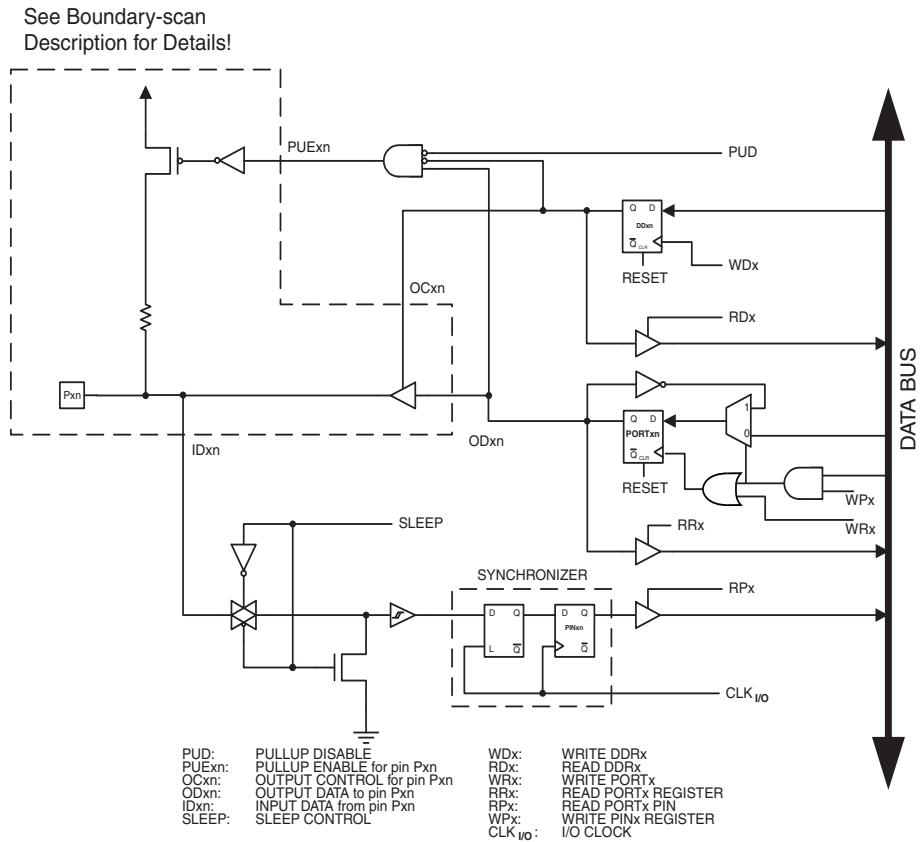 See Boundary-scan
Description for Details!
PUExn
PUD
Q D
DDxn
Q CLR
WDx
RESET
OCxn
RDx
Pxn
1
Q D
PORTxn
0
ODxn
IDxn
Q CLR
RESET
WPx
WRx
SLEEP
RRx
SYNCHRONIZER
RPx
D Q
D Q
PINxn
L Q
Q
CLK I/O
DATA BUS
PUD: PULLUP DISABLE
PUExn: PULLUP ENABLE for pin Pxn
OCxn: OUTPUT CONTROL for pin Pxn
ODxn: OUTPUT DATA to pin Pxn
IDxn: INPUT DATA from pin Pxn
SLEEP: SLEEP CONTROL
WDx: WRITE DDRx
RDx: READ DDRx
WRx: WRITE PORTx
RRx: READ PORTx REGISTER
RPx: READ PORTx PIN
WPx: WRITE PINx REGISTER
CLK I/O: I/O CLOCK